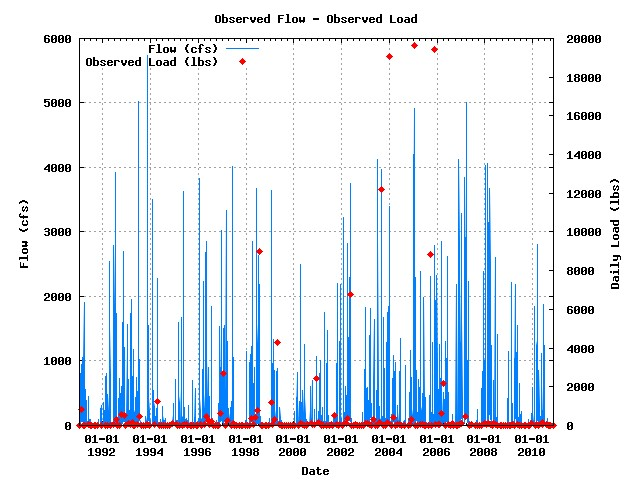 Observed Flow - Observed Load
Flow (cfs)
Observed Load (lbs)
6000
5000
4000
3000
2000
1000
0
20000
18000
16000
14000
12000
10000
8000
6000
4000
2000
0
Flow (cfs)
Daily Load (lbs)
01-01 01-01 01-01 01-01 01-01 01-01 01-01 01-01 01-01 01-01
1992 1994 1996 1998 2000 2002 2004 2006 2008 2010
Date